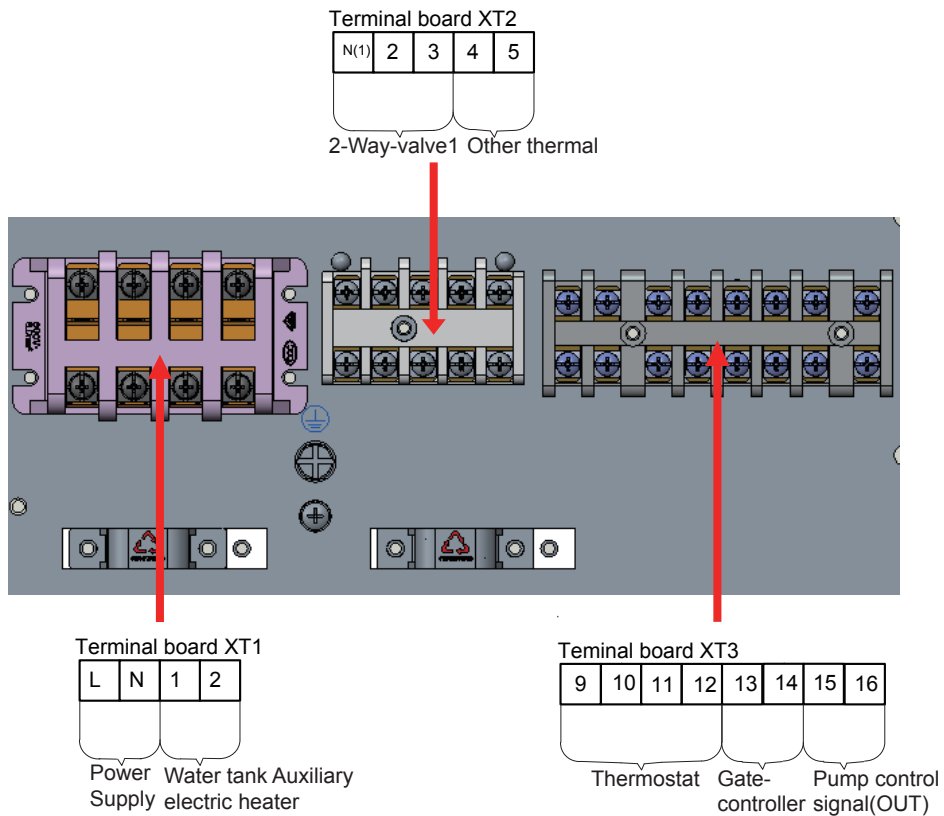 Terminal board XT2
N(1) 2 3 4 5
2-Way-valve1 Other thermal
Terminal board XT1
L N 1 2
Power Supply
Water tank Auxiliary
electric heater
Teminal board XT3
9 10 11 12 13 14 15 16
Thermostat
Gate-
controller
Pump control
signal(OUT)